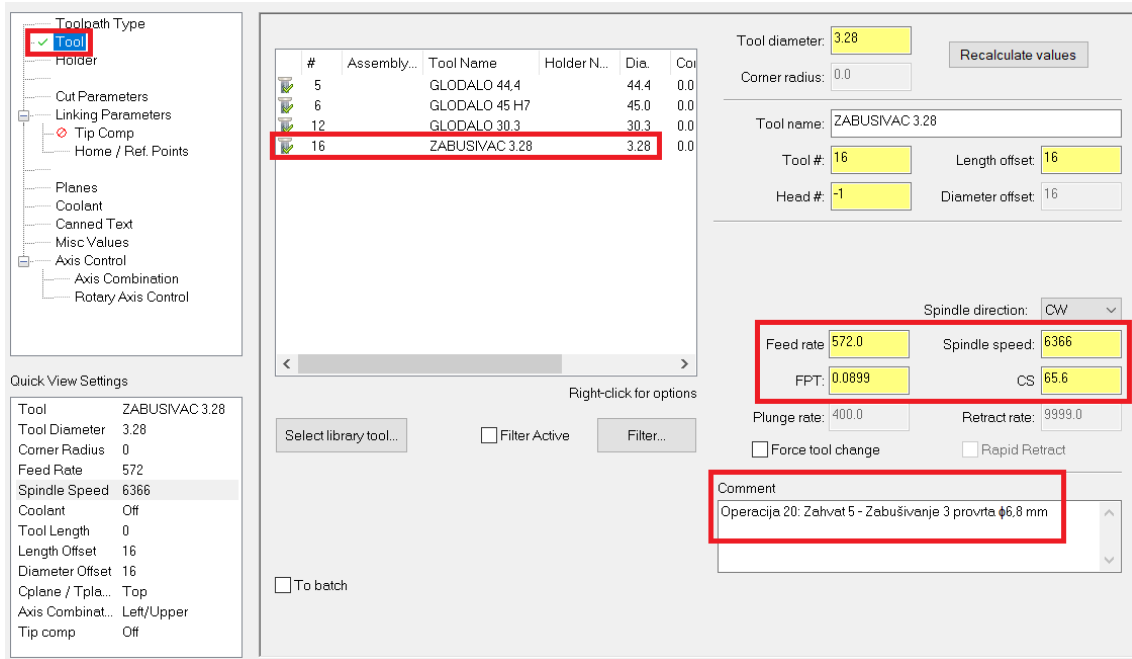 Toolpath Type
Tool
Holder
Cut Parameters
Linking Parameters
Tip Comp
Home / Ref. Points
Planes
Coolant
Canned Text
Misc Values
Axis Control
Axis Combination
Rotary Axis Control
Quick View Settings
Tool ZABUSIVAC 3.28
Tool Diameter 3.28
Corner Radius 0
Feed Rate 572
Spindle Speed 6366
Coolant Off
Tool Length 0
Length Offset 16
Diameter Offset 16
Cplane / Tpla... Top
Axis Combinat... Left/Upper
Tip comp Off
# Assembly... Tool Name Holder N... Dia. Cor
5 GLODALO 44,4 44.4 0.0
6 GLODALO 45 H7 45.0 0.0
12 GLODALO 30.3 30.3 0.0
16 ZABUSIVAC 3.28 3.28 0.0
Right-click for options
Select library tool... Filter Active Filter...
To batch
Tool diameter: 3.28 Recalculate values
Corner radius: 0.0
Tool name: ZABUSIVAC 3.28
Tool #: 16 Length offset: 16
Head #: -1 Diameter offset: 16
Spindle direction: CW
Feed rate 572.0 Spindle speed: 6366
FPT: 0.0899 CS 65.6
Plunge rate: 400.0 Retract rate: 9999.0
Force tool change Rapid Retract
Comment
Operacija 20: Zahvat 5 - Zabušivanje 3 provrta ϕ6,8 mm